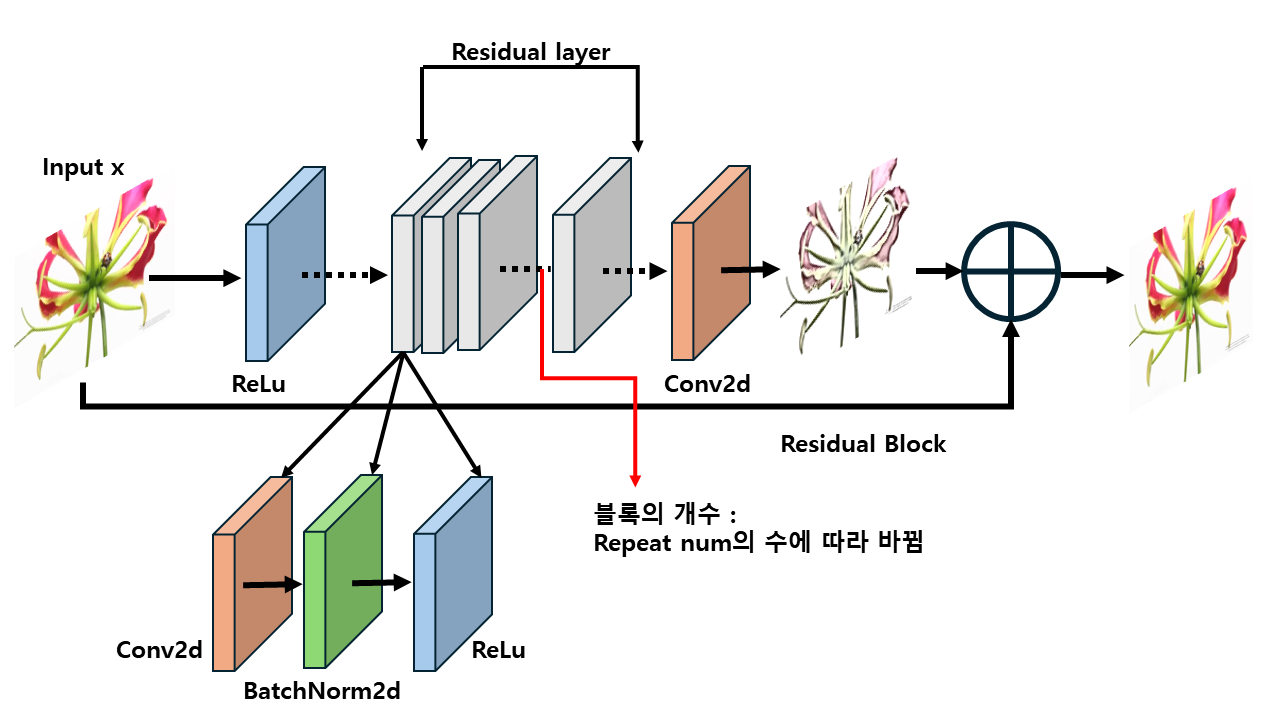 Residual layer
Input x
ReLu
Conv2d
Residual Block
블록의 개수 :
Repeat num의 수에 따라 바뀜
Conv2d
ReLu
BatchNorm2d